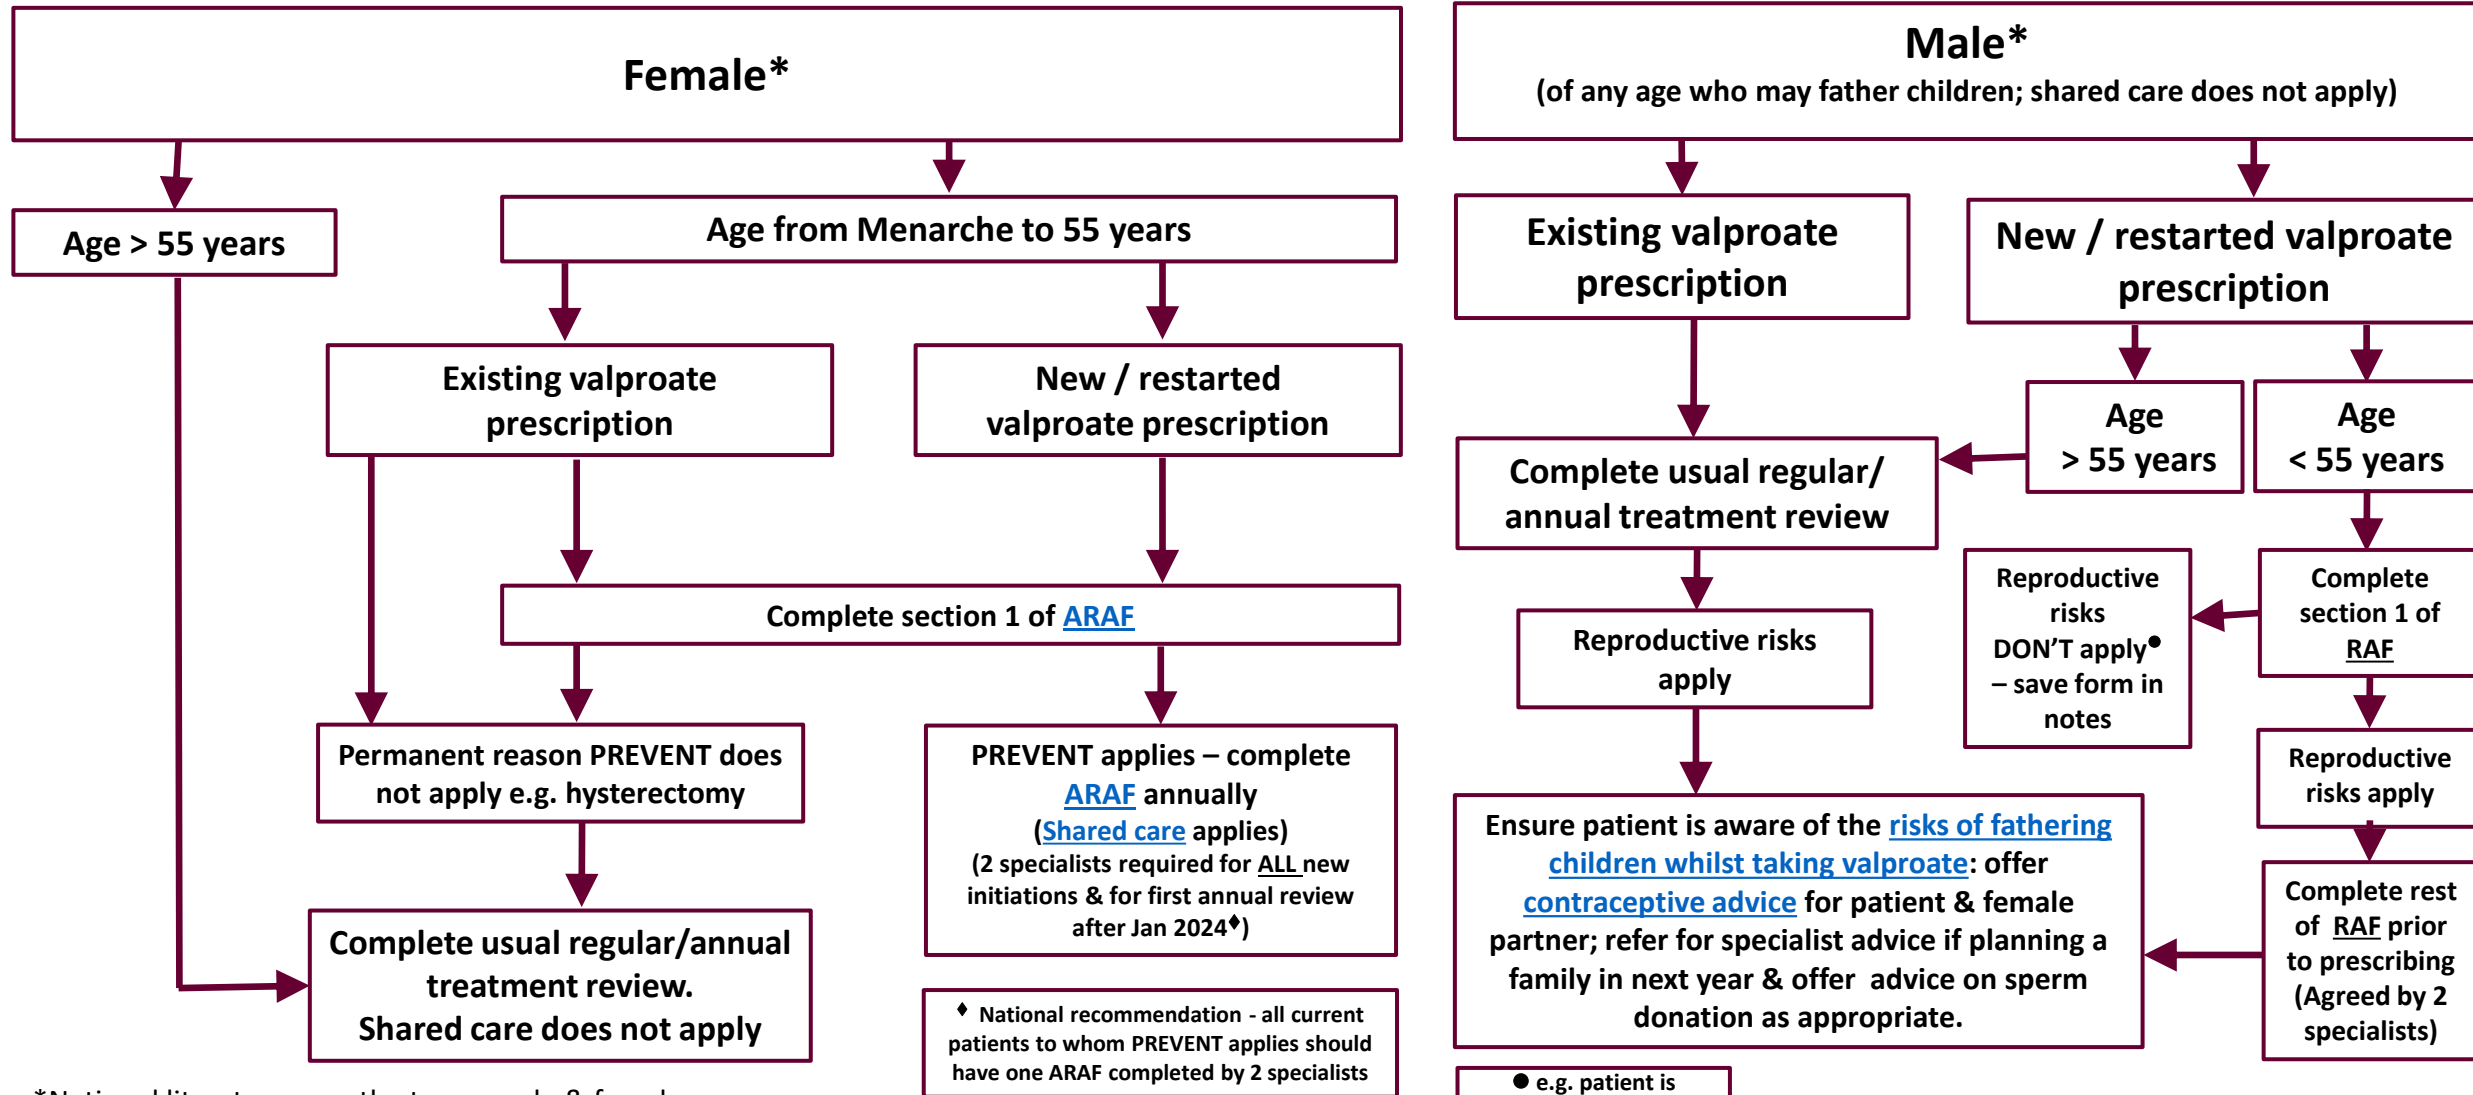 Female*
Age > 55 years
Age from Menarche to 55 years
Existing valproate
prescription
New / restarted
valproate prescription
Complete section 1 of ARAF
Permanent reason PREVENT does
not apply e.g. hysterectomy
PREVENT applies – complete
ARAF annually
(Shared care applies)
(2 specialists required for ALL new
initiations & for first annual review
after Jan 2024♦)
Complete usual regular/annual
treatment review.
Shared care does not apply
♦ National recommendation - all current
patients to whom PREVENT applies should
have one ARAF completed by 2 specialists
Male*
(of any age who may father children; shared care does not apply)
Existing valproate
prescription
New / restarted valproate
prescription
Age
> 55 years
Age
< 55 years
Complete usual regular/
annual treatment review
Reproductive
risks
DON’T apply●
– save form in
notes
Complete
section 1 of
RAF
Reproductive risks
apply
Reproductive
risks apply
Ensure patient is aware of the risks of fathering
children whilst taking valproate: offer
contraceptive advice for patient & female
partner; refer for specialist advice if planning a
family in next year & offer advice on sperm
donation as appropriate.
Complete rest
of RAF prior
to prescribing
(Agreed by 2
specialists)
● e.g. patient is